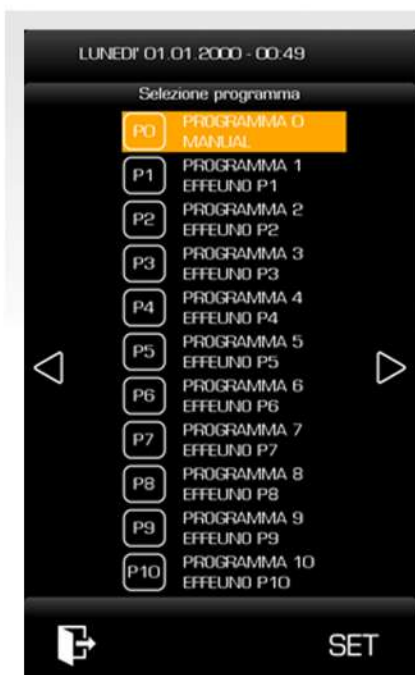 LUNEDI' 01.01.2000 - 00:49
Selezione programma
P0
PROGRAMMA 0
MANUAL
P1
PROGRAMMA 1
EFFEUNO P1
P2
PROGRAMMA 2
EFFEUNO P2
P3
PROGRAMMA 3
EFFEUNO P3
P4
PROGRAMMA 4
EFFEUNO P4
P5
PROGRAMMA 5
EFFEUNO P5
P6
PROGRAMMA 6
EFFEUNO P6
P7
PROGRAMMA 7
EFFEUNO P7
P8
PROGRAMMA 8
EFFEUNO P8
P9
PROGRAMMA 9
EFFEUNO P9
P10
PROGRAMMA 10
EFFEUNO P10
SET